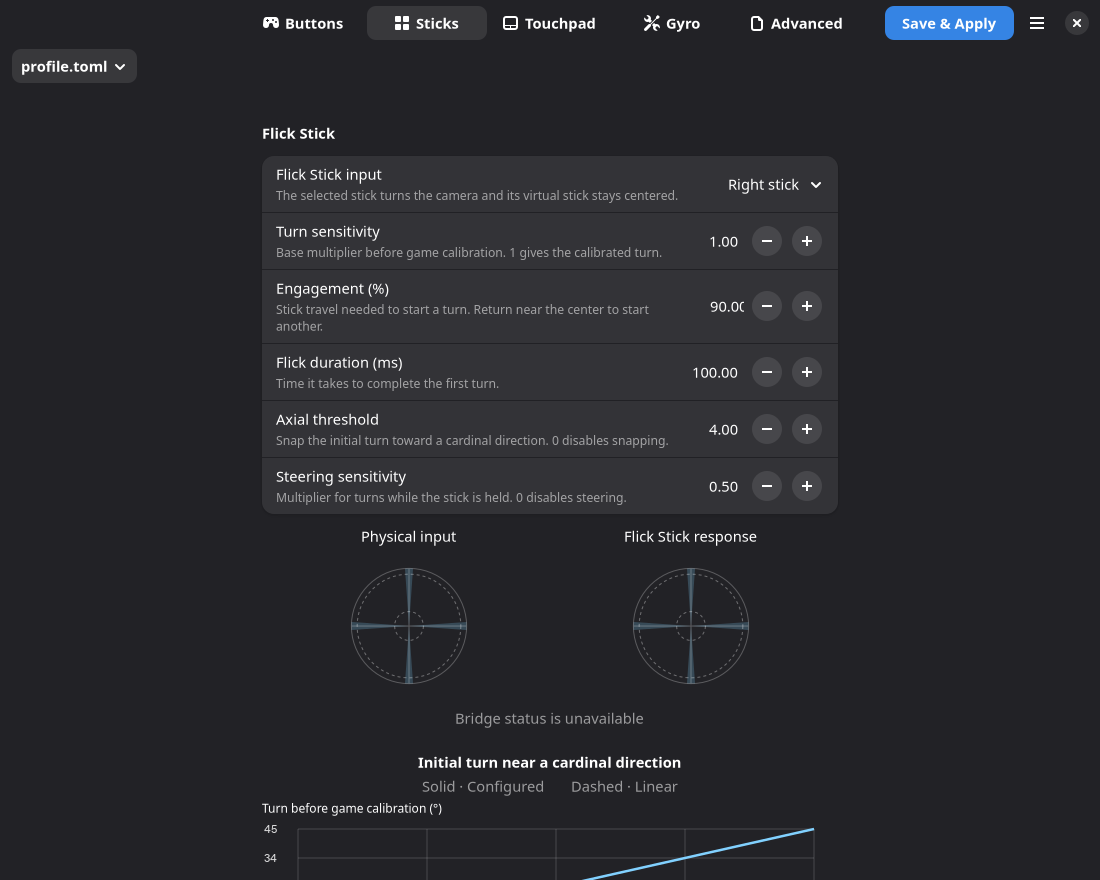 Buttons
Sticks
Touchpad
Gyro
Advanced
Save & Apply
profile.toml
Flick Stick
Flick Stick input
The selected stick turns the camera and its virtual stick stays centered.
Right stick
Turn sensitivity
Base multiplier before game calibration. 1 gives the calibrated turn.
1.00
Engagement (%)
Stick travel needed to start a turn. Return near the center to start
another.
90.00
Flick duration (ms)
Time it takes to complete the first turn.
100.00
Axial threshold
Snap the initial turn toward a cardinal direction. 0 disables snapping.
4.00
Steering sensitivity
Multiplier for turns while the stick is held. 0 disables steering.
0.50
Physical input
Flick Stick response
Bridge status is unavailable
Initial turn near a cardinal direction
Solid · Configured
Dashed · Linear
Turn before game calibration (°)
45
34